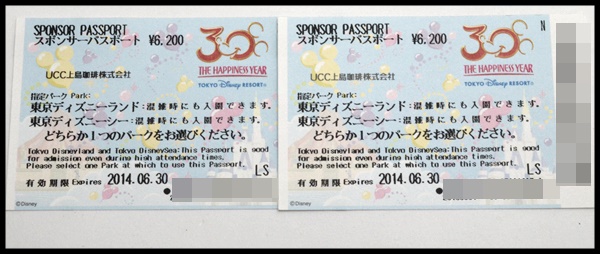 SPONSOR PASSPORT
スポンサーパスポート ¥6,200
30th
THE HAPPINESS YEAR
TOKYO DISNEY RESORT®
UCC上島珈琲株式会社
指定パーク Park:
東京ディズニーランド:混雑時にも入園できます。
東京ディズニーシー:混雑時にも入園できます。
どちらか1つのパークをお選びください。
Tokyo Disneyland and Tokyo DisneySea:This Passport is good
for admission even during high attendance times.
Please select one Park at which to use this Passport.
LS
有効期限 Expires 2014.06.30
©Disney
SPONSOR PASSPORT N
スポンサーパスポート ¥6,200
30th
THE HAPPINESS YEAR
TOKYO DISNEY RESORT®
UCC上島珈琲株式会社
指定パーク Park:
東京ディズニーランド:混雑時にも入園できます。
東京ディズニーシー:混雑時にも入園できます。
どちらか1つのパークをお選びください。
Tokyo Disneyland and Tokyo DisneySea:This Passport is good
for admission even during high attendance times.
Please select one Park at which to use this Passport.
LS
有効期限 Expires 2014.06.30
©Disney